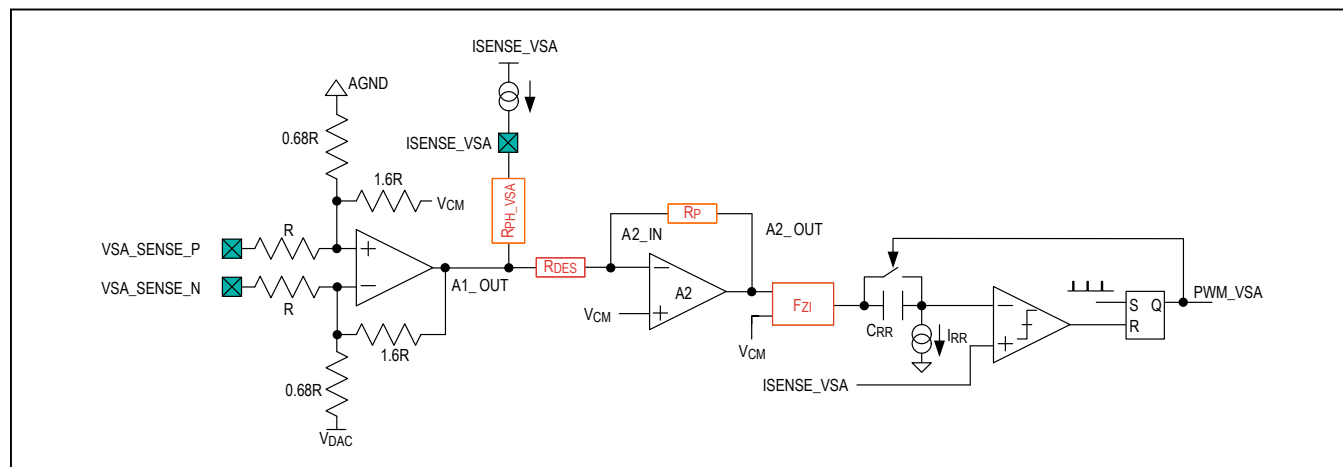 ISENSE_VSA
AGND
0.68R
ISENSE_VSA
1.6R
VCM
RPH_VSA
RP
VSA_SENSE_P
R
+
A2_IN
A2_OUT
RDES
VSA_SENSE_N
R
−
A1_OUT
−
A2
+
VCM
FZI
PWM_VSA
S
Q
R
−
+
CRR
IRR
VCM
1.6R
0.68R
ISENSE_VSA
VDAC